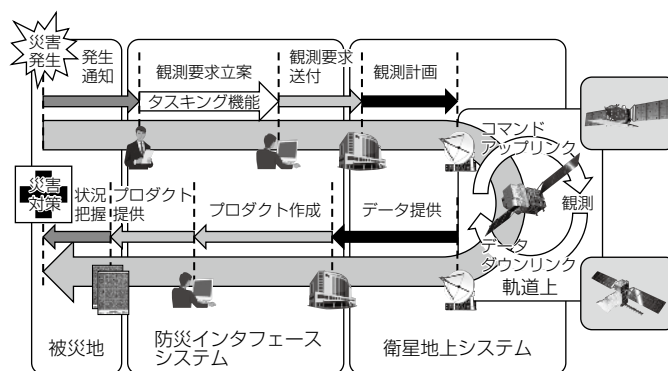 災害
発生
発生
通知
観測要求立案
観測要求
送付
観測計画
タスキング機能
コマンド
アップリンク
観測
データ
ダウンリンク
軌道上
災害
対策
状況
把握
プロダクト
提供
プロダクト作成
データ提供
被災地
防災インタフェース
システム
衛星地上システム